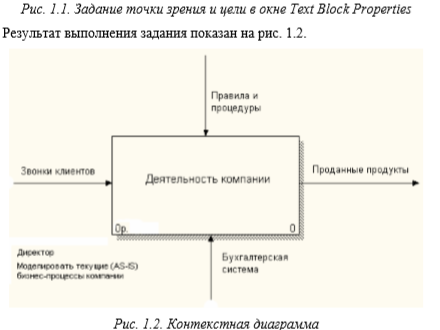 Рис. 1.1. Задание точки зрения и цели в окне Text Block Properties
Результат выполнения задания показан на рис. 1.2.
Правила и
процедуры
Звонки клиентов
Деятельность компании
Проданные продукты
0р.
0
Директор
Моделировать текущие (AS-IS)
бизнес-процессы компании
Бухгалтерская
система
Рис. 1.2. Контекстная диаграмма